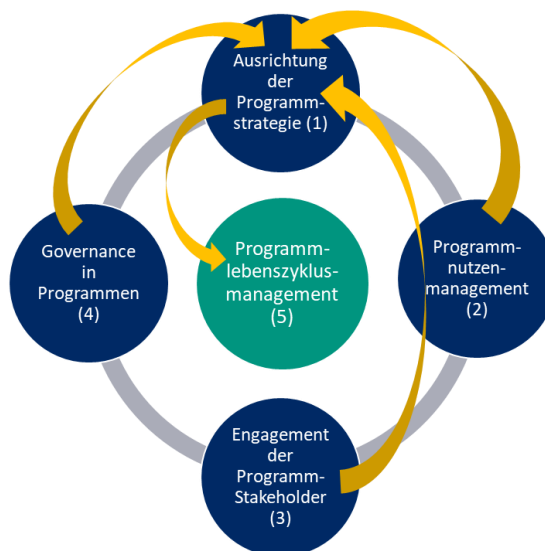 Ausrichtung
der
Programm-
strategie (1)
Governance
in
Programmen
(4)
Programm-
lebenszyklus-
management
(5)
Programm-
nutzen-
management
(2)
Engagement
der
Programm-
Stakeholder
(3)